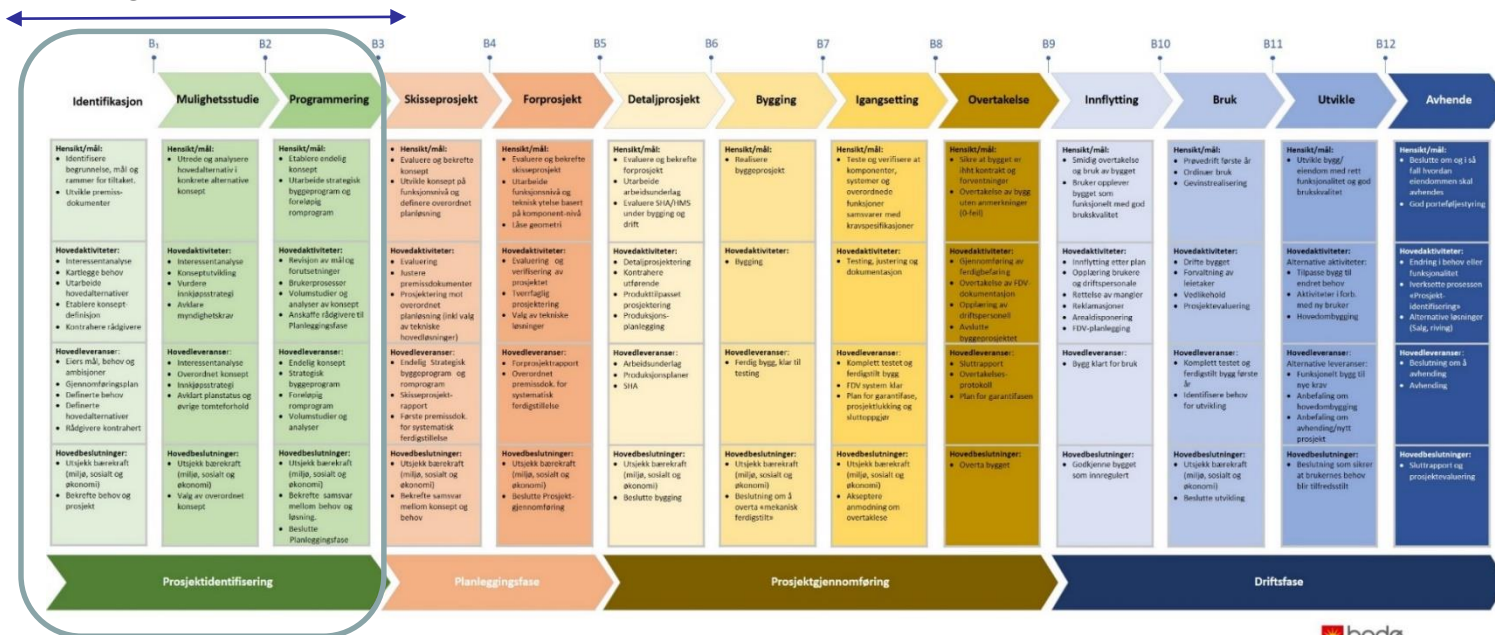 B1
B2
B3
B4
B5
B6
B7
B8
B9
B10
B11
B12
Identifikasjon
Mulighetsstudie
Programmering
Skisseprosjekt
Forprosjekt
Detaljprosjekt
Bygging
Igangsetting
Overtakelse
Innflytting
Bruk
Utvikle
Avhende
Hensikt/mål:
• Identifisere
begrunnelse, mål og
rammer for tiltaket.
• Utvikle premiss-
dokumenter
Hovedaktiviteter:
• Interessentanalyse
• Kartlegge behov
• Utarbeide
hovedalternativer
• Etablere konsept-
definisjon
• Kontrahere rådgivere
Hovedleveranser:
• Eiers mål, behov og
ambisjoner
• Gjennomføringsplan
• Definerte behov
• Definerte
hovedalternativer
• Rådgivere kontrahert
Hovedbeslutninger:
• Utsjekk bærekraft
(miljø, sosialt og
økonomi)
• Bekrefte behov og
prosjekt
Hensikt/mål:
• Utrede og analysere
hovedalternativ i
konkrete alternative
konsept
Hovedaktiviteter:
• Interessentanalyse
• Konseptutvikling
• Vurdere
innkjøpsstrategi
• Avklare
myndighetskrav
Hovedleveranser:
• Interessentanalyse
• Overordnet konsept
• Innkjøpsstrategi
• Avklart planstatus og
øvrige tomteforhold
Hovedbeslutninger:
• Utsjekk bærekraft
(miljø, sosialt og
økonomi)
• Valg av overordnet
konsept
Hensikt/mål:
• Etablere endelig
konsept
• Utarbeide strategisk
byggeprogram og
foreløpig
romprogram
Hovedaktiviteter:
• Revisjon av mål og
forutsetninger
• Brukerprosesser
• Volumstudier og
analyser av konsept
• Anskaffe rådgivere til
Planleggingsfase
Hovedleveranser:
• Endelig konsept
• Strategisk
byggeprogram
• Foreløpig
romprogram
• Volumstudier og
analyser
Hovedbeslutninger:
• Utsjekk bærekraft
(miljø, sosialt og
økonomi)
• Bekrefte samsvar
mellom behov og
løsning.
• Beslutte
Planleggingsfase
• Hensikt/mål:
• Evaluere og bekrefte
konsept
• Utvikle konsept på
funksjonsnivå og
definere overordnet
planløsning
Hovedaktiviteter:
• Evaluering
• Justere
premissdokumenter
• Prosjektering mot
overordnet
planløsning (inkl valg
av tekniske
hovedløsninger)
Hovedleveranser:
• Endelig Strategisk
byggeprogram og
romprogram
• Skisseprosjekt-
rapport
• Første premissdok.
for systematisk
ferdigstillelse
Hovedbeslutninger:
• Utsjekk bærekraft
(miljø, sosialt og
økonomi)
• Bekrefte samsvar
mellom konsept og
behov
Hensikt/mål:
• Evaluere og bekrefte
skisseprosjekt
• Utarbeide
funksjonsnivå og
teknisk ytelse basert
på komponent-nivå
• Låse geometri
Hovedaktiviteter:
• Evaluering og
verifisering av
prosjektet
• Tverrfaglig
prosjektering
• Valg av tekniske
løsninger
Hovedleveranser:
• Forprosjektrapport
• Overordnet
premissdok. for
systematisk
ferdigstillelse
Hovedbeslutninger:
• Utsjekk bærekraft
(miljø, sosialt og
økonomi)
• Beslutte Prosjekt-
gjennomføring
Hensikt/mål:
• Evaluere og bekrefte
forprosjekt
• Utarbeide
arbeidsunderlag
• Evaluere SHA/HMS
under bygging og
drift
Hovedaktiviteter:
• Detaljprosjektering
• Kontrahere
utførende
• Produkttilpasset
prosjektering
• Produksjons-
planlegging
Hovedleveranser:
• Arbeidsunderlag
• Produksjonsplaner
• SHA
Hovedbeslutninger:
• Utsjekk bærekraft
(miljø, sosialt og
økonomi)
• Beslutte bygging
Hensikt/mål:
• Realisere
byggeprosjekt
Hovedaktiviteter:
• Bygging
Hovedleveranser:
• Ferdig bygg, klar til
testing
Hovedbeslutninger:
• Utsjekk bærekraft
(miljø, sosialt og
økonomi)
• Beslutning om å
overta «mekanisk
ferdigstilt»
Hensikt/mål:
• Teste og verifisere at
komponenter,
systemer og
overordnede
funksjoner
samsvarer med
kravspesifikasjoner
Hovedaktiviteter:
• Testing, justering og
dokumentasjon
Hovedleveranser:
• Komplett testet og
ferdigstilt bygg
• FDV system klar
• Plan for garantifase,
prosjektlukking og
sluttoppgjør
Hovedbeslutninger:
• Utsjekk bærekraft
(miljø, sosialt og
økonomi)
• Akseptere
anmodning om
overtaklese
Hensikt/mål:
• Sikre at bygget er
ihht kontrakt og
forventninger
• Overtakelse av bygg
uten anmerkninger
(0-feil)
Hovedaktiviteter:
• Gjennomføring av
ferdigbefaring
• Overtakelse av FDV-
dokumentasjon
• Opplæring av
driftspersonell
• Avslutte
byggeprosjektet
Hovedleveranser:
• Sluttrapport
• Overtakelses-
protokoll
• Plan for garantifasen
Hovedbeslutninger:
• Overta bygget
Hensikt/mål:
• Smidig overtakelse
og bruk av bygget
• Bruker opplever
bygget som
funksjonelt med god
brukskvalitet
Hovedaktiviteter:
• Innflytting etter plan
• Opplæring brukere
og driftspersonale
• Rettelse av mangler
• Reklamasjoner
• Arealdisponering
• FDV-planlegging
Hovedleveranser:
• Bygg klart for bruk
Hovedbeslutninger:
• Godkjenne bygget
som innregulert
Hensikt/mål:
• Prøvedrift første år
• Ordinær bruk
• Gevinstrealisering
Hovedaktiviteter:
• Drifte bygget
• Forvaltning av
leietaker
• Vedlikehold
• Prosjektevaluering
Hovedleveranser:
• Komplett testet og
ferdigstilt bygg første
år
• Identifisere behov
for utvikling
Hovedbeslutninger:
• Utsjekk bærekraft
(miljø, sosialt og
økonomi)
• Beslutte utvikling
Hensikt/mål:
• Utvikle bygg/
eiendom med rett
funksjonalitet og god
brukskvalitet
Hovedaktiviteter:
Alternative aktiviteter:
• Tilpasse bygg til
endret behov
• Aktiviteter i forb.
med ny bruker
• Hovedombygging
Hovedleveranser:
Alternative leveranser:
• Funksjonelt bygg til
nye krav
• Anbefaling om
hovedombygging
• Anbefaling om
avhending/nytt
prosjekt
Hovedbeslutninger:
• Beslutning som sikrer
at brukernes behov
blir tilfredsstilt
Hensikt/mål:
• Beslutte om og i så
fall hvordan
eiendommen skal
avhendes
• God porteføljestyring
Hovedaktiviteter:
• Endring i behov eller
funksjonalitet
• Iverksette prosessen
«Prosjekt-
identifisering»
• Alternative løsninger
(Salg, riving)
Hovedleveranser:
• Beslutning om å
avhending
• Avhending
Hovedbeslutninger:
• Sluttrapport og
prosjektevaluering
Prosjektidentifisering
Planleggingsfase
Prosjektgjennomføring
Driftsfase